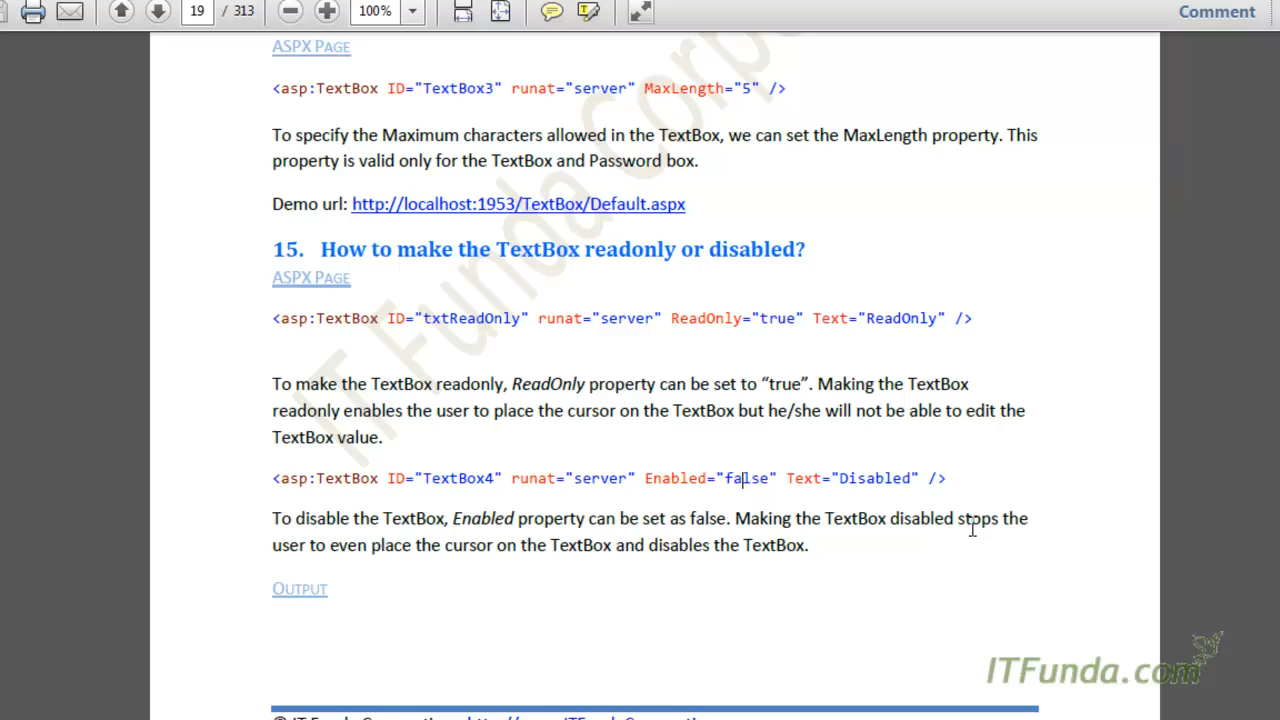 19 / 313 100% Comment
ASPX PAGE
<asp:TextBox ID="TextBox3" runat="server" MaxLength="5" />
To specify the Maximum characters allowed in the TextBox, we can set the MaxLength property. This
property is valid only for the TextBox and Password box.
Demo url: http://localhost:1953/TextBox/Default.aspx
15. How to make the TextBox readonly or disabled?
ASPX PAGE
<asp:TextBox ID="txtReadOnly" runat="server" ReadOnly="true" Text="ReadOnly" />
To make the TextBox readonly, ReadOnly property can be set to “true”. Making the TextBox
readonly enables the user to place the cursor on the TextBox but he/she will not be able to edit the
TextBox value.
<asp:TextBox ID="TextBox4" runat="server" Enabled="false" Text="Disabled" />
To disable the TextBox, Enabled property can be set as false. Making the TextBox disabled stops the
user to even place the cursor on the TextBox and disables the TextBox.
OUTPUT
IT Funda Corpo
ITFunda.com